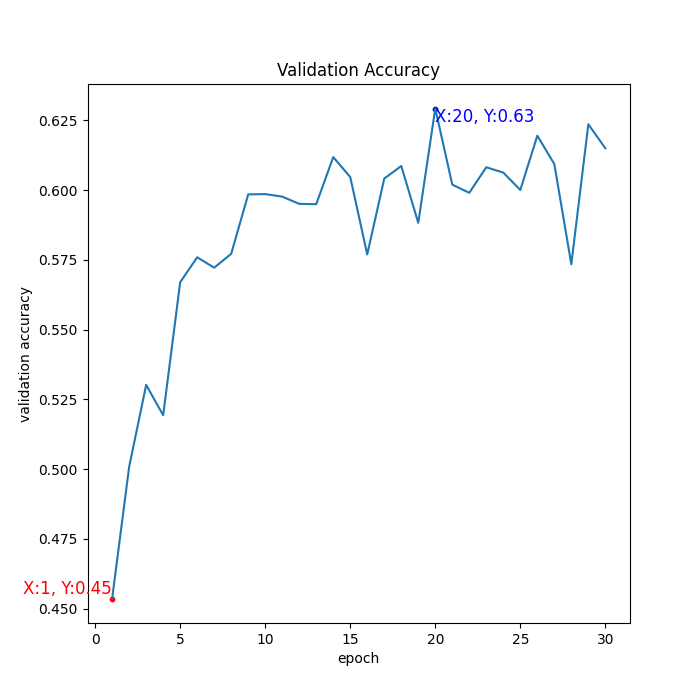 Validation Accuracy
X:20, Y:0.63
X:1, Y:0.45
validation accuracy
0.625
0.600
0.575
0.550
0.525
0.500
0.475
0.450
0 5 10 15 20 25 30
epoch